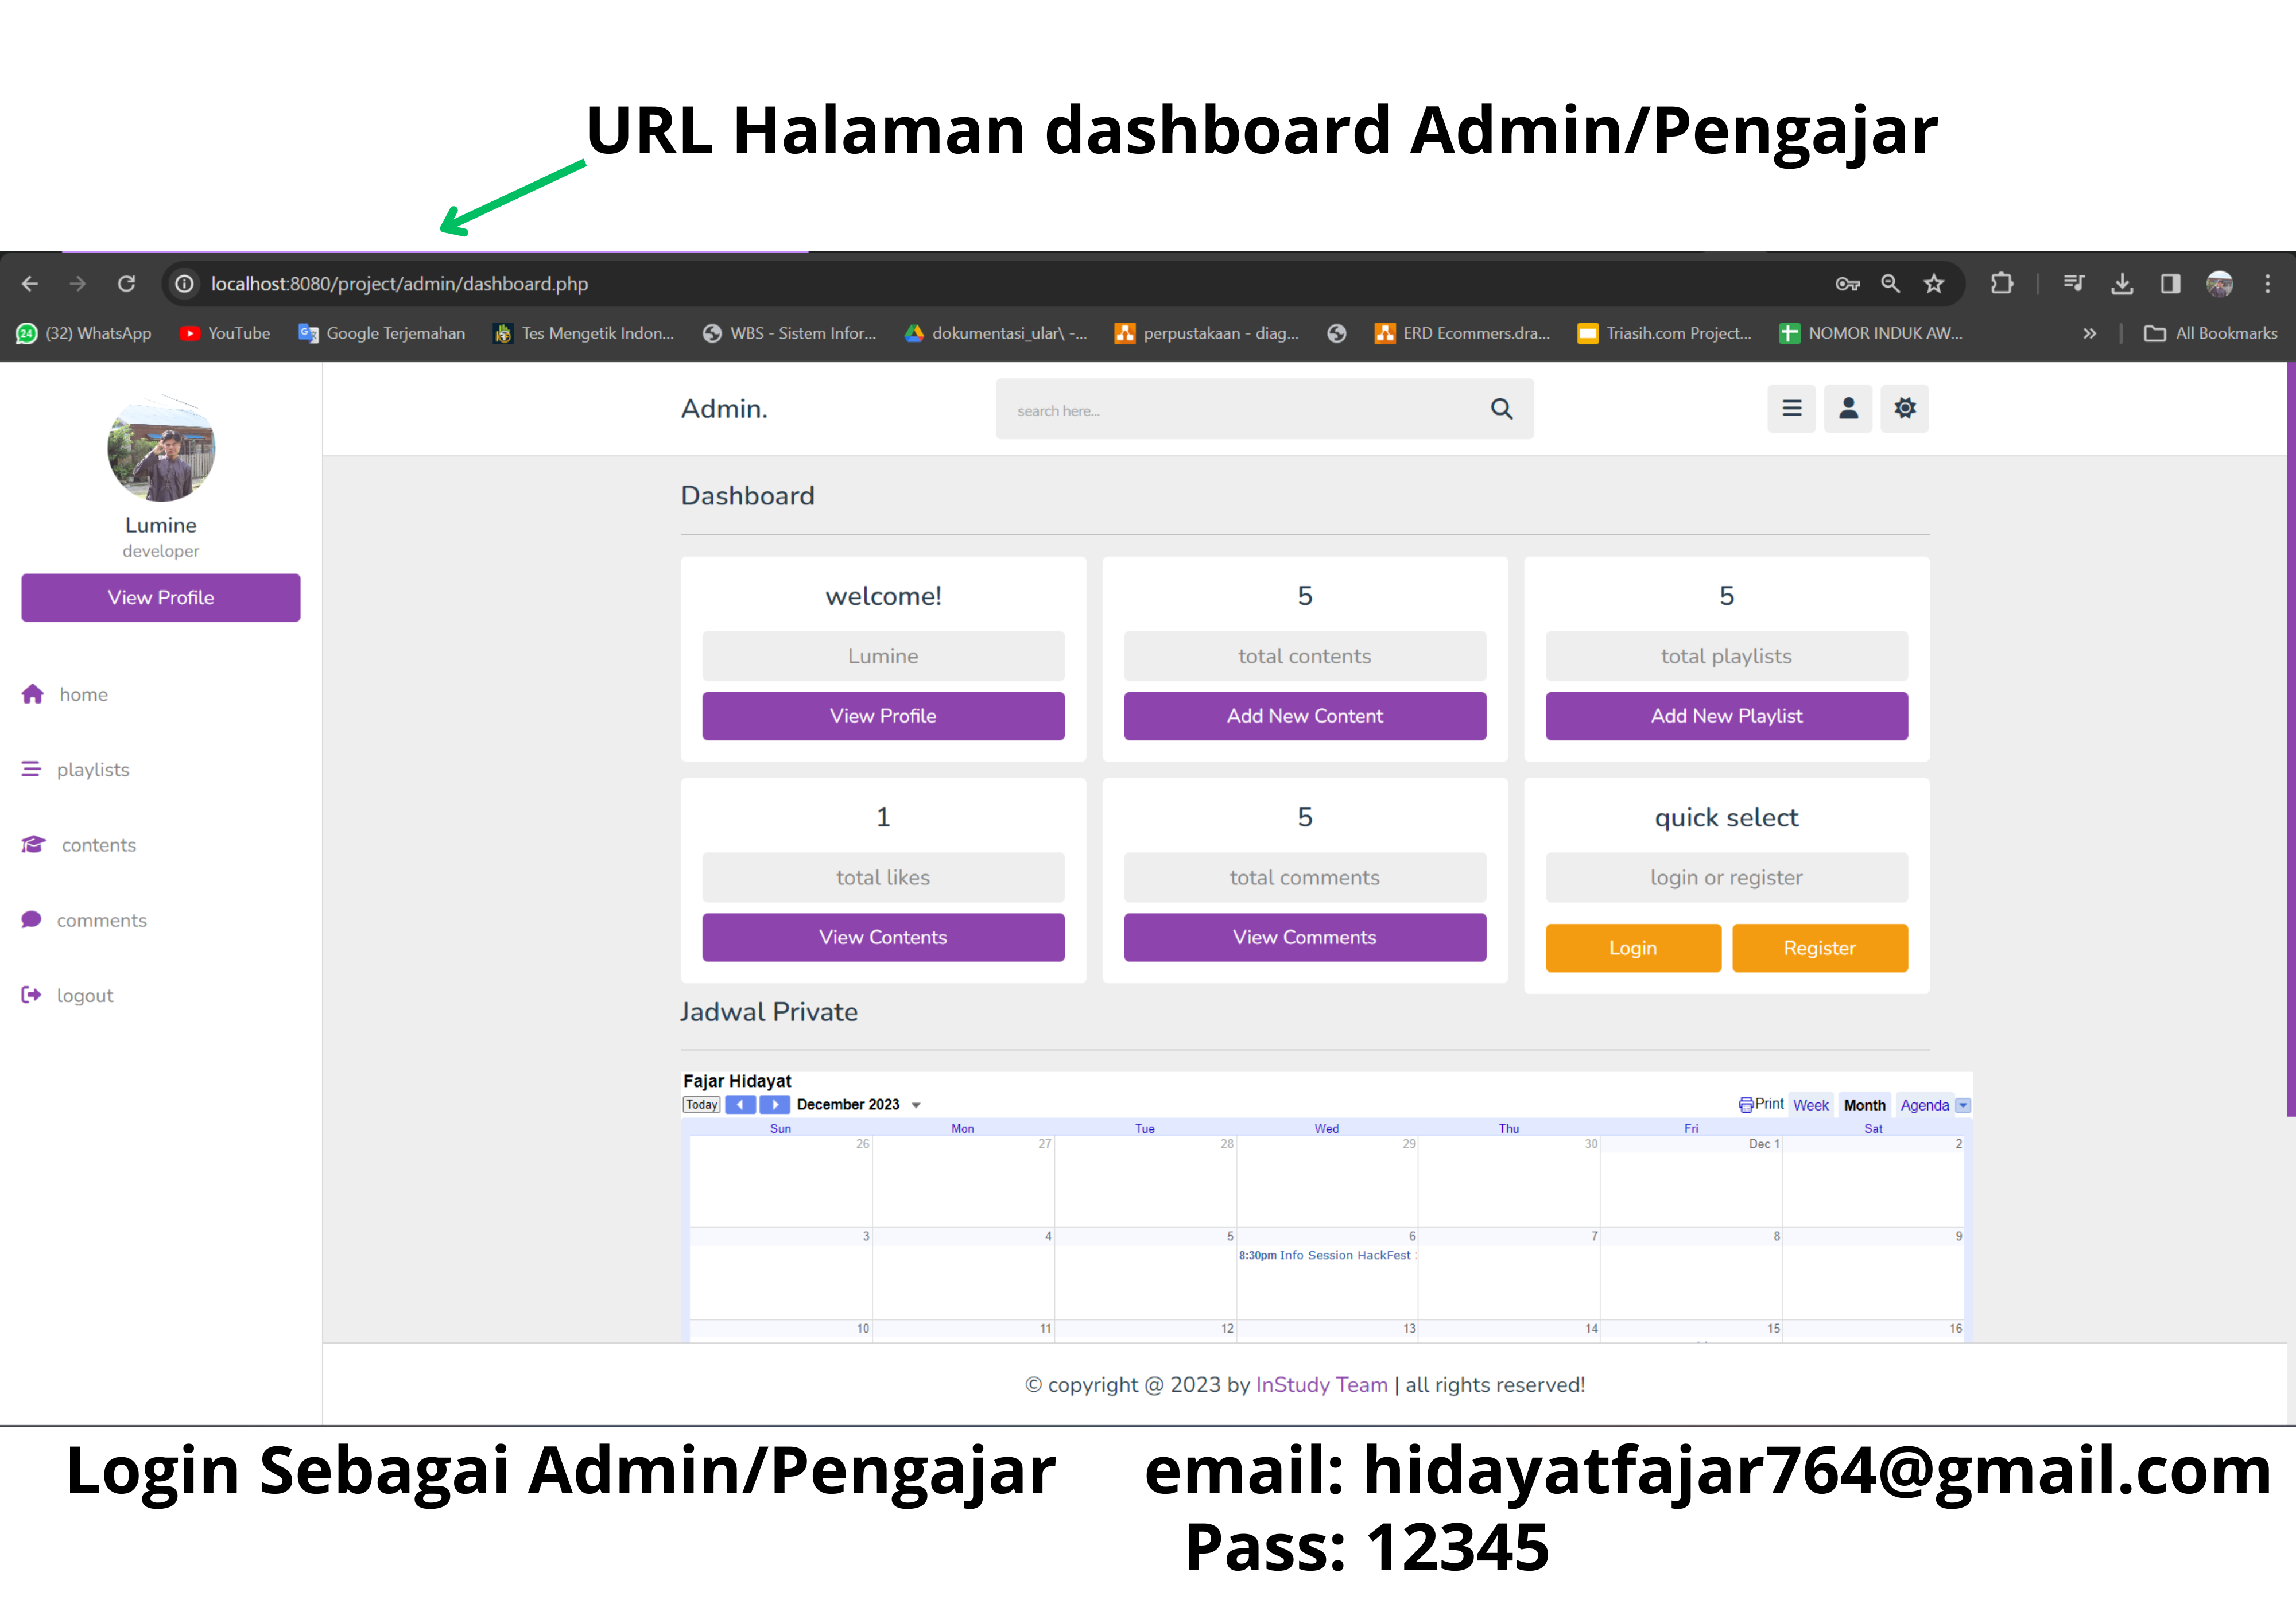 URL Halaman dashboard Admin/Pengajar
localhost:8080/project/admin/dashboard.php
24 (32) WhatsApp YouTube Google Terjemahan Tes Mengetik Indon... WBS - Sistem Infor... dokumentasi_ular\ -... perpustakaan - diag... ERD Ecommers.dra... Triasih.com Project... NOMOR INDUK AW... » All Bookmarks
Admin.
search here...
Lumine
developer
View Profile
home
playlists
contents
comments
logout
Dashboard
welcome!
Lumine
View Profile
5
total contents
Add New Content
5
total playlists
Add New Playlist
1
total likes
View Contents
5
total comments
View Comments
quick select
login or register
Login Register
Jadwal Private
Fajar Hidayat
Today December 2023 Print Week Month Agenda
Sun Mon Tue Wed Thu Fri Sat
26 27 28 29 30 Dec 1 2
3 4 5 6 7 8 9
8:30pm Info Session HackFest
10 11 12 13 14 15 16
© copyright @ 2023 by InStudy Team | all rights reserved!
Login Sebagai Admin/Pengajar email: hidayatfajar764@gmail.com
Pass: 12345